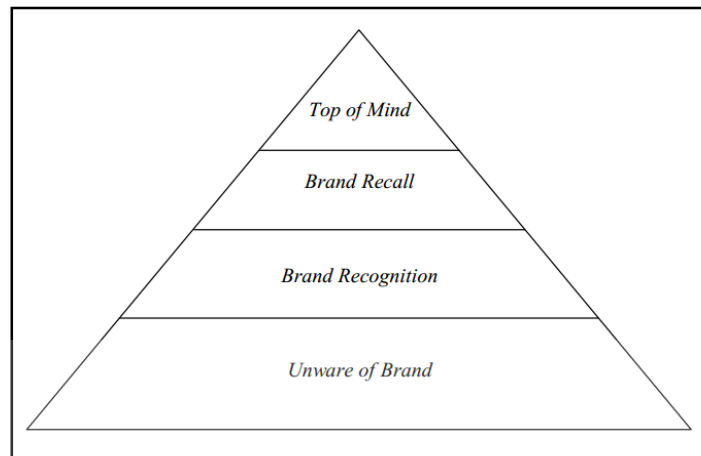 Top of Mind
Brand Recall
Brand Recognition
Unware of Brand